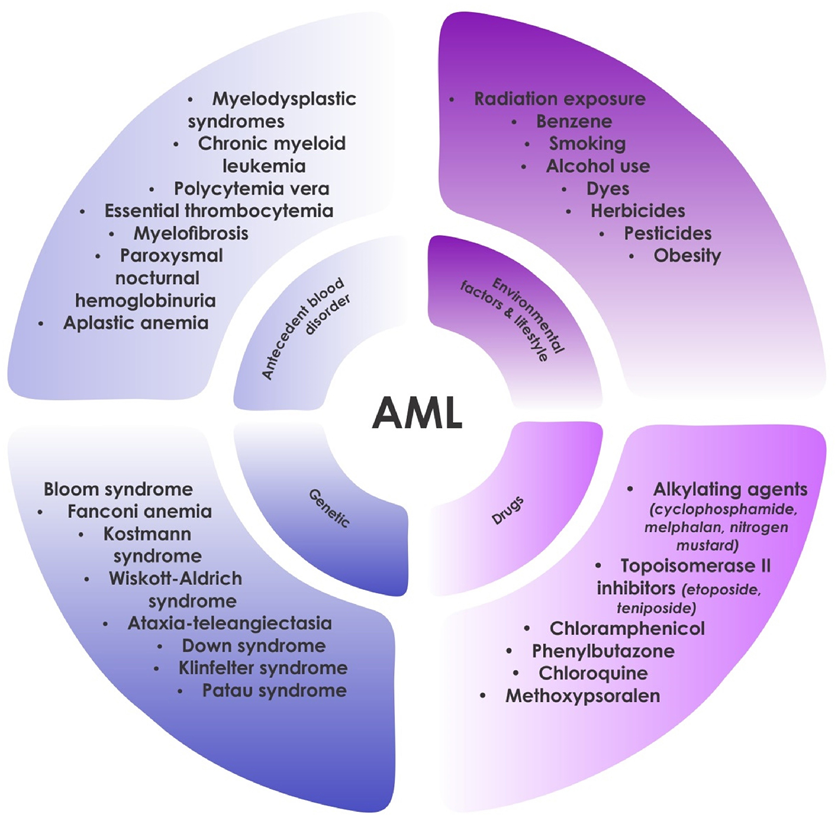 • Myelodysplastic
syndromes
• Chronic myeloid
leukemia
• Polycytemia vera
• Essential thrombocytemia
• Myelofibrosis
• Paroxysmal
nocturnal
hemoglobinuria
• Aplastic anemia
Antecedent blood
disorder
• Radiation exposure
• Benzene
• Smoking
• Alcohol use
• Dyes
• Herbicides
• Pesticides
• Obesity
Environmental
factors & lifestyle
AML
Bloom syndrome
• Fanconi anemia
• Kostmann
syndrome
• Wiskott-Aldrich
syndrome
• Ataxia-teleangiectasia
• Down syndrome
• Klinfelter syndrome
• Patau syndrome
Genetic
Drugs
• Alkylating agents
(cyclophosphamide,
melphalan, nitrogen
mustard)
• Topoisomerase II
inhibitors (etoposide,
teniposide)
• Chloramphenicol
• Phenylbutazone
• Chloroquine
• Methoxypsoralen